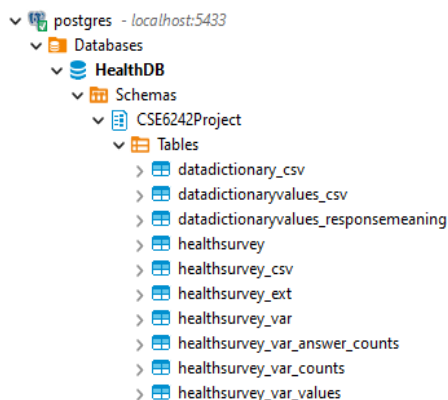 postgres - localhost:5433
Databases
HealthDB
Schemas
CSE6242Project
Tables
datadictionary_csv
datadictionaryvalues_csv
datadictionaryvalues_responsemeaning
healthsurvey
healthsurvey_csv
healthsurvey_ext
healthsurvey_var
healthsurvey_var_answer_counts
healthsurvey_var_counts
healthsurvey_var_values